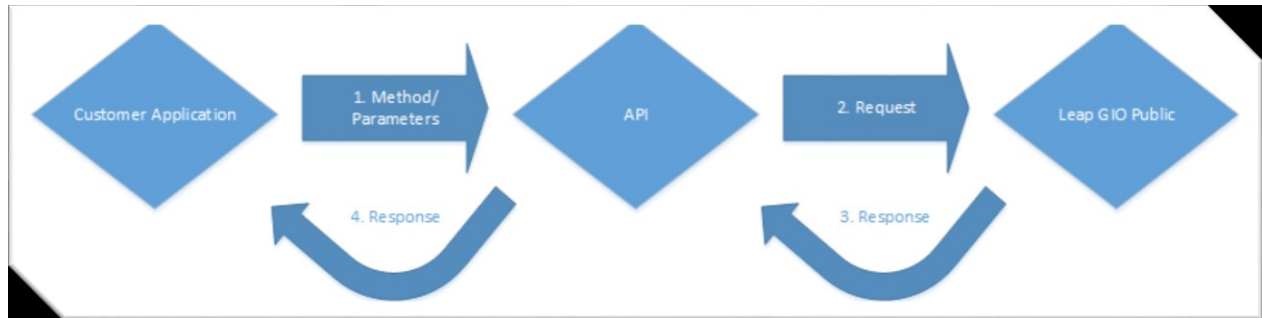 Customer Application
1. Method/
Parameters
API
2. Request
Leap GIO Public
4. Response
3. Response